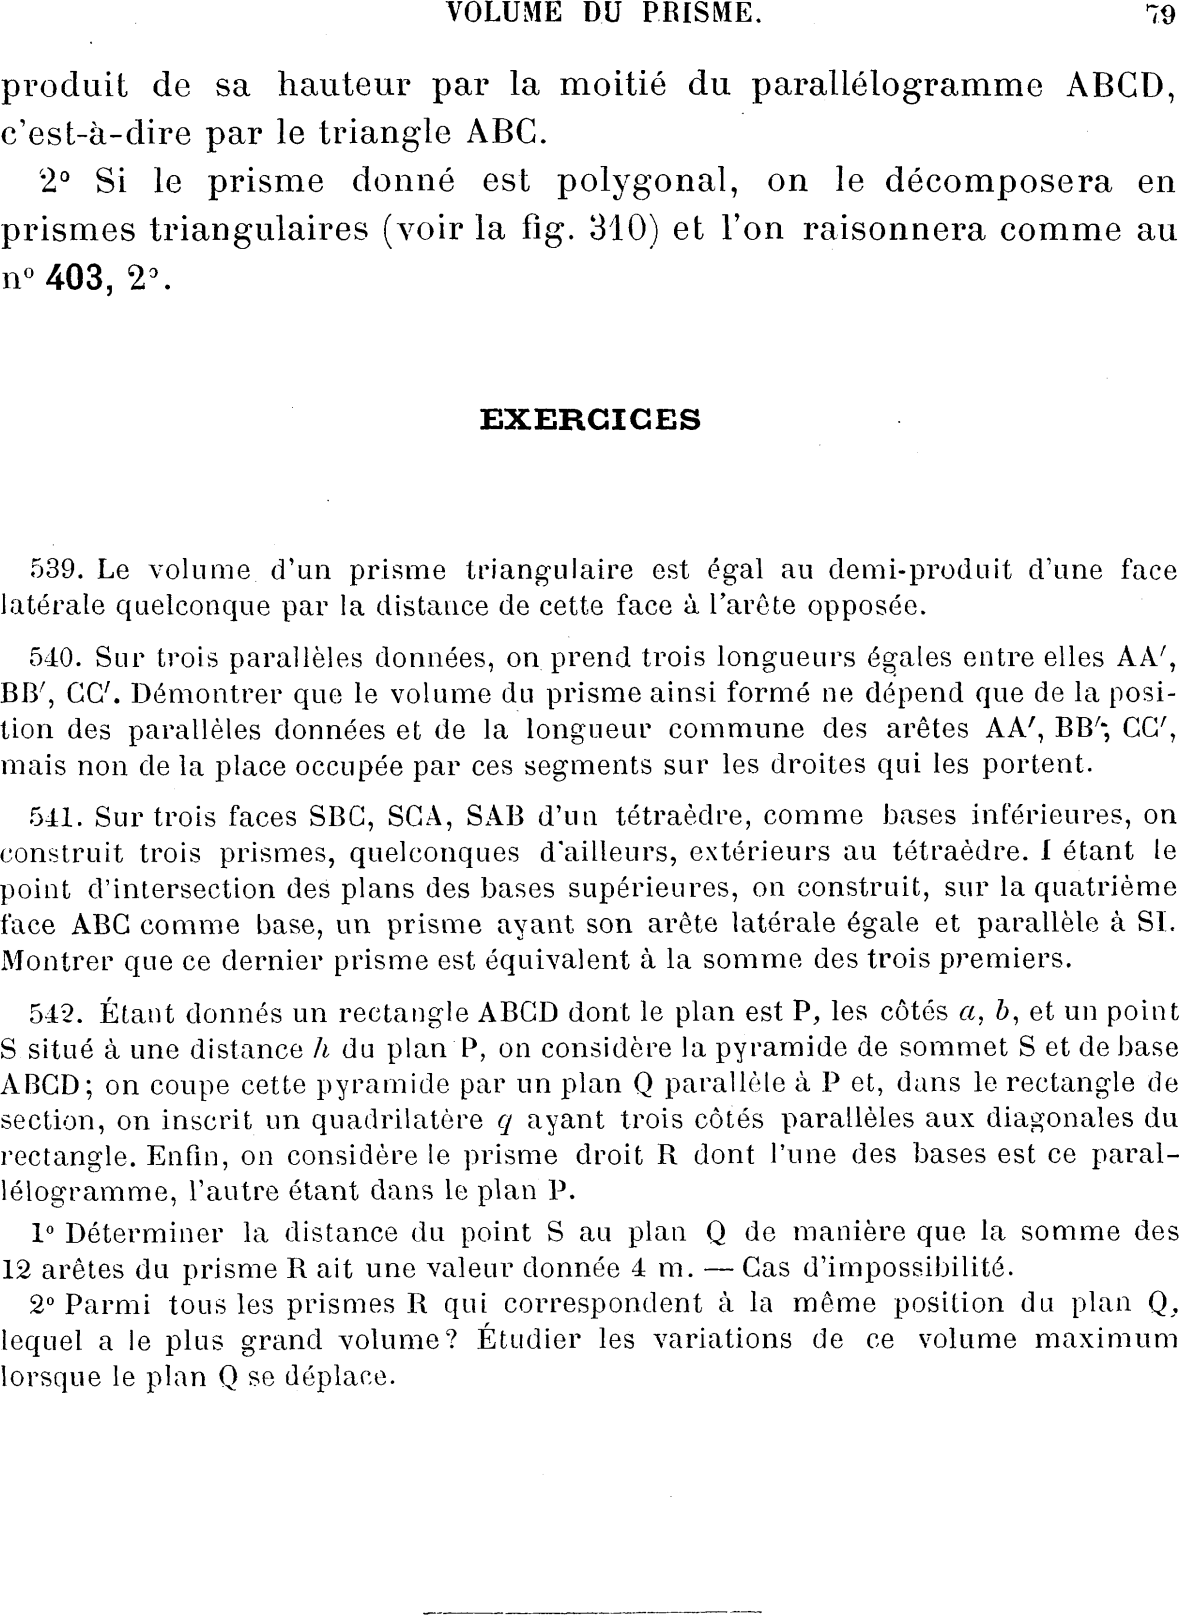 VOLUME DU PRISME. 79
produit de sa hauteur par la moitié du parallélogramme ABCD,
c'est-à-dire par le triangle ABC.
2° Si le prisme donné est polygonal, on le décomposera en
prismes triangulaires (voir la fig. 310) et l'on raisonnera comme au
n° 403, 2°.
EXERCICES
539. Le volume d'un prisme triangulaire est égal au demi-produit d'une face
latérale quelconque par la distance de cette face à l'arête opposée.
540. Sur trois parallèles données, on prend trois longueurs égales entre elles AA′,
BB′, CC′. Démontrer que le volume du prisme ainsi formé ne dépend que de la posi-
tion des parallèles données et de la longueur commune des arêtes AA′, BB′, CC′,
mais non de la place occupée par ces segments sur les droites qui les portent.
541. Sur trois faces SBC, SCA, SAB d'un tétraèdre, comme bases inférieures, on
construit trois prismes, quelconques d'ailleurs, extérieurs au tétraèdre. I étant le
point d'intersection des plans des bases supérieures, on construit, sur la quatrième
face ABC comme base, un prisme ayant son arête latérale égale et parallèle à SI.
Montrer que ce dernier prisme est équivalent à la somme des trois premiers.
542. Étant donnés un rectangle ABCD dont le plan est P, les côtés a, b, et un point
S situé à une distance h du plan P, on considère la pyramide de sommet S et de base
ABCD; on coupe cette pyramide par un plan Q parallèle à P et, dans le rectangle de
section, on inscrit un quadrilatère q ayant trois côtés parallèles aux diagonales du
rectangle. Enfin, on considère le prisme droit R dont l'une des bases est ce paral-
lélogramme, l'autre étant dans le plan P.
1° Déterminer la distance du point S au plan Q de manière que la somme des
12 arêtes du prisme R ait une valeur donnée 4 m. — Cas d'impossibilité.
2° Parmi tous les prismes R qui correspondent à la même position du plan Q,
lequel a le plus grand volume? Étudier les variations de ce volume maximum
lorsque le plan Q se déplace.